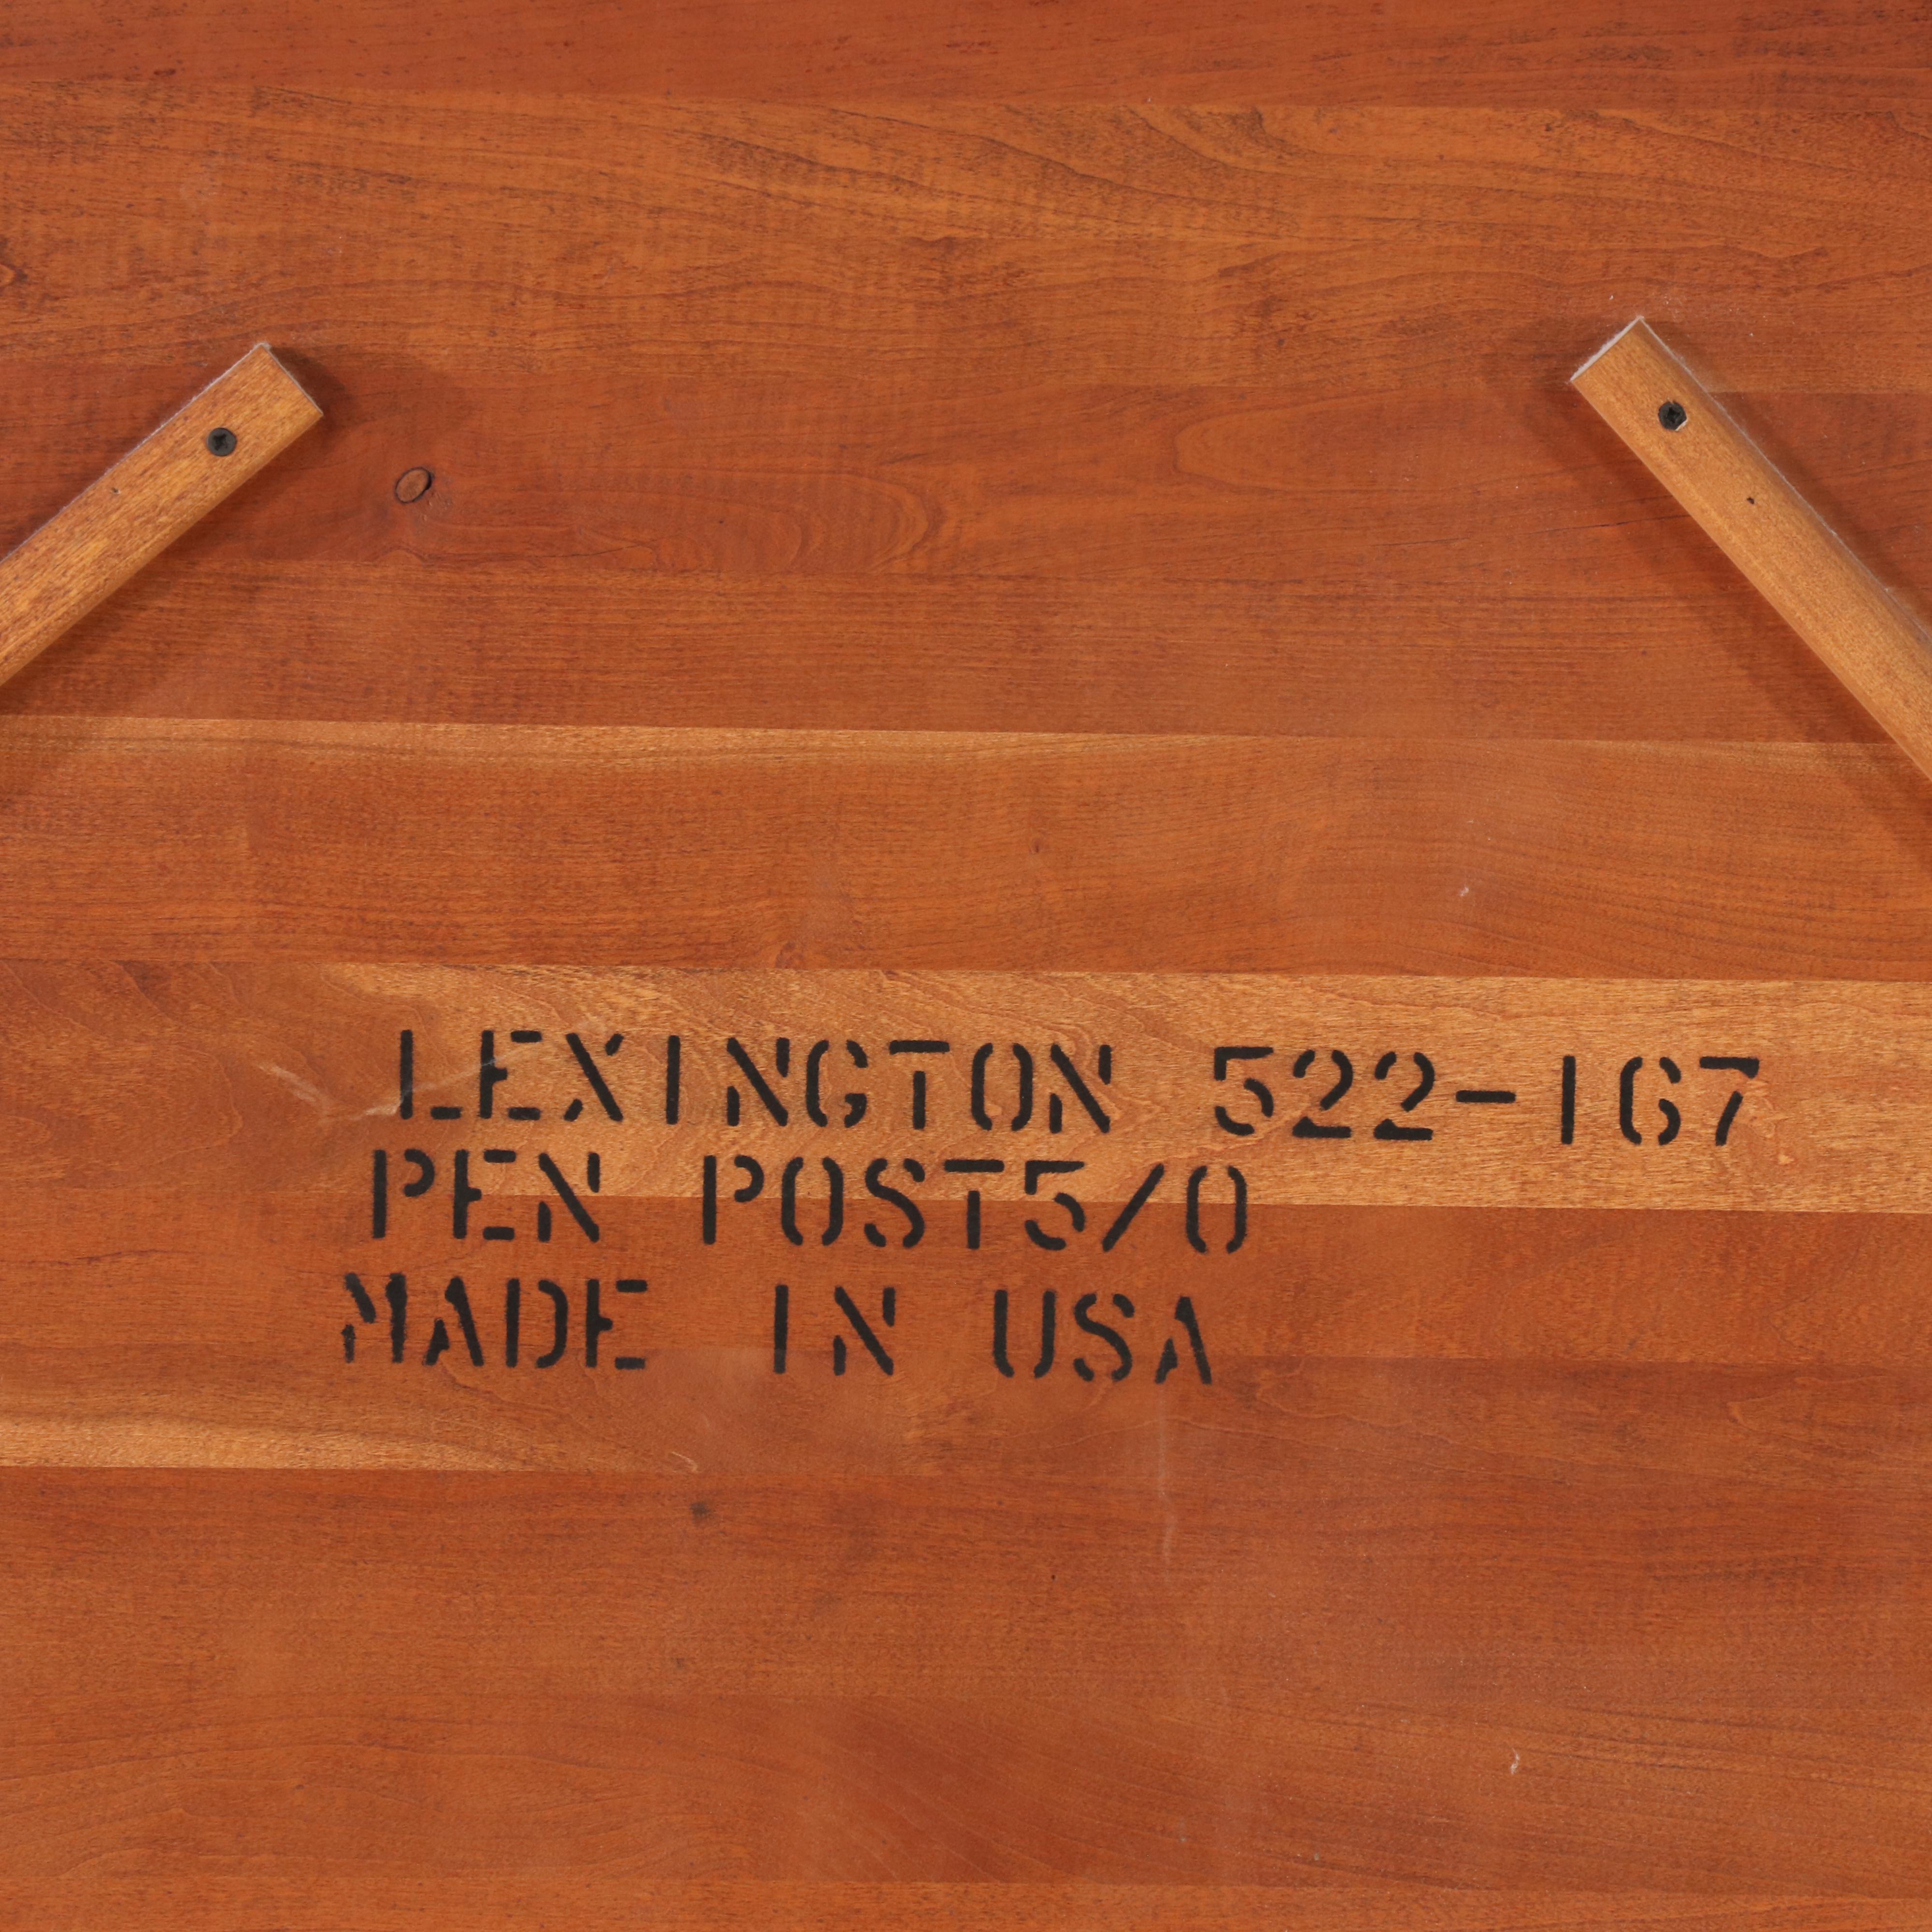 LEXINGTON 522-167
PEN POST5/0
MADE IN USA